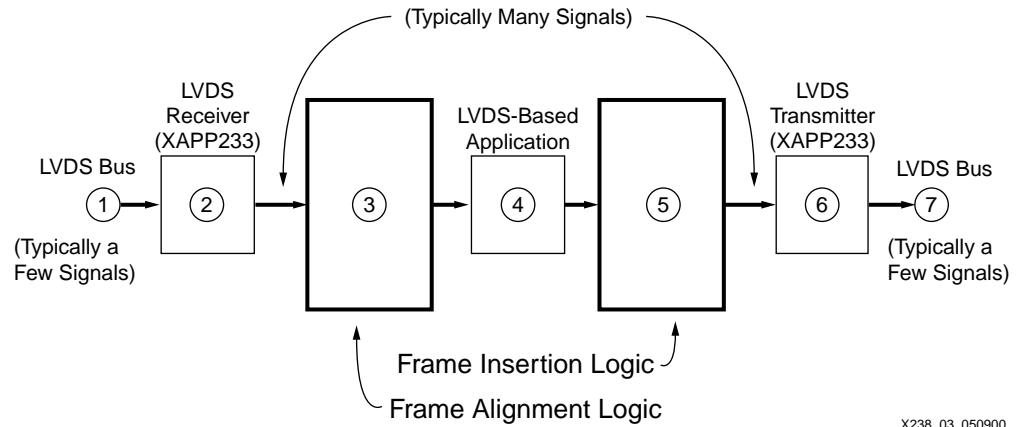 (Typically Many Signals)
LVDS
Receiver
(XAPP233)
LVDS-Based
Application
LVDS
Transmitter
(XAPP233)
LVDS Bus
LVDS Bus
1
2
3
4
5
6
7
(Typically a
Few Signals)
(Typically a
Few Signals)
Frame Insertion Logic
Frame Alignment Logic
X238_03_050900